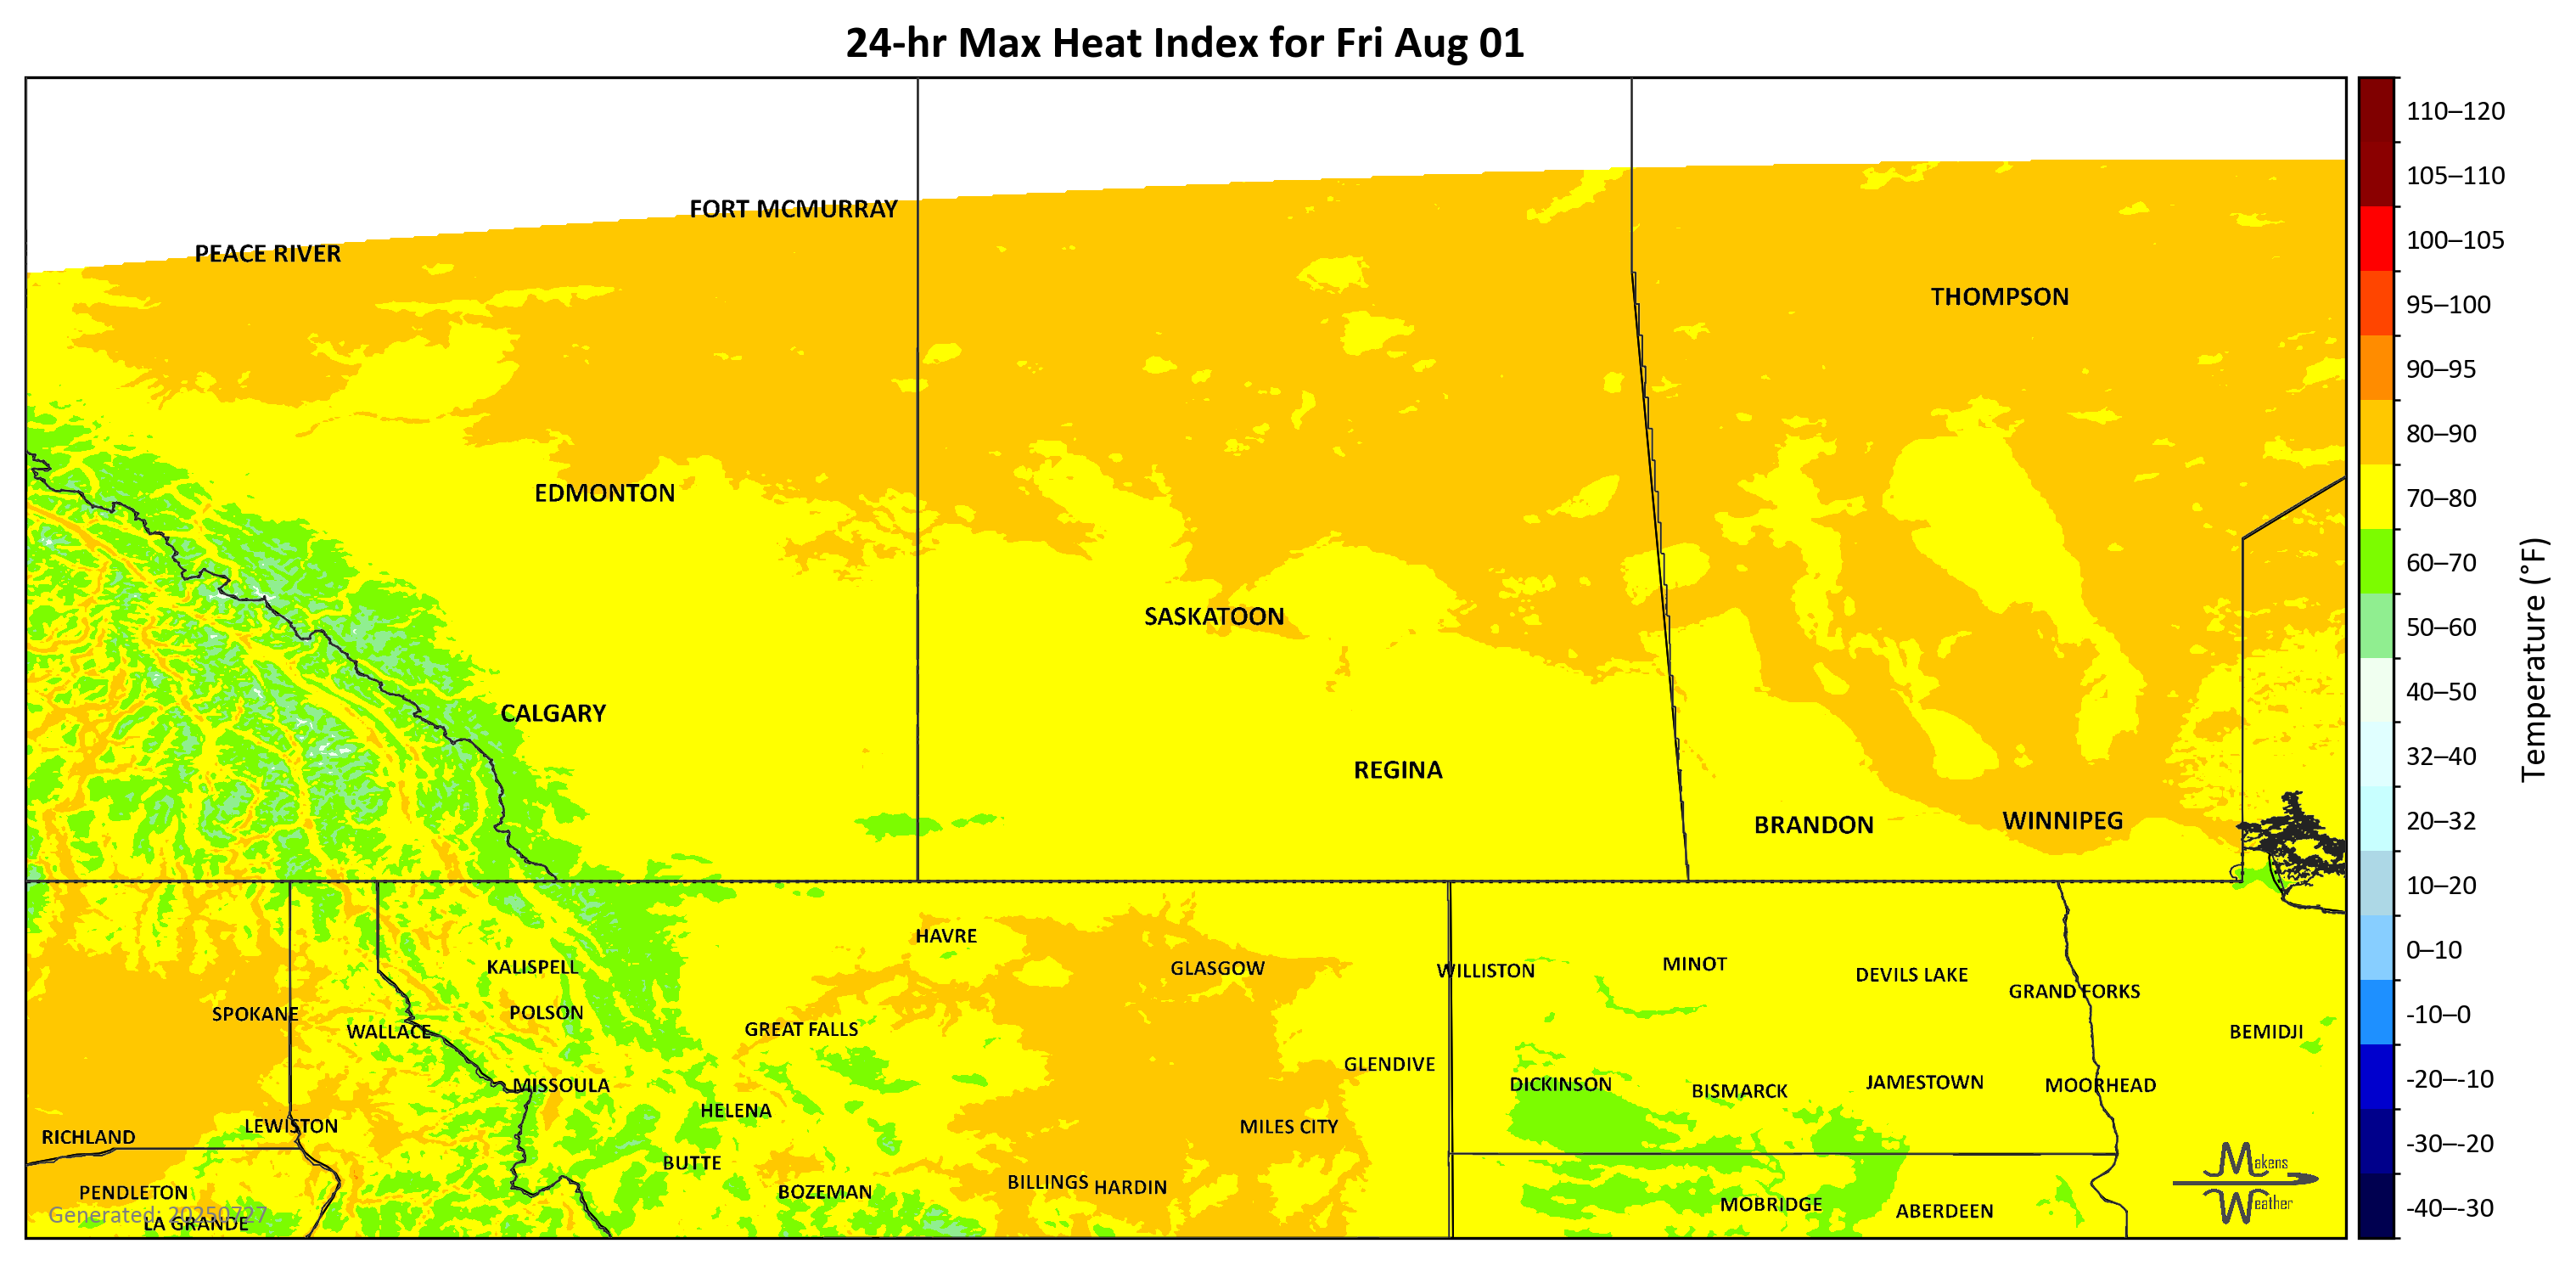 24-hr Max Heat Index for Fri Aug 01
FORT MCMURRAY
PEACE RIVER
THOMPSON
EDMONTON
SASKATOON
CALGARY
REGINA
BRANDON
WINNIPEG
HAVRE
KALISPELL
GLASGOW
WILLISTON
MINOT
DEVILS LAKE
GRAND FORKS
SPOKANE
POLSON
WALLACE
GREAT FALLS
BEMIDJI
GLENDIVE
MISSOULA
DICKINSON
BISMARCK
JAMESTOWN
MOORHEAD
HELENA
LEWISTON
MILES CITY
RICHLAND
BUTTE
PENDLETON
BOZEMAN
BILLINGS
HARDIN
MOBRIDGE
ABERDEEN
LA GRANDE
Generated: 20250727
Makens
Weather
110–120
105–110
100–105
95–100
90–95
80–90
70–80
60–70
50–60
40–50
32–40
20–32
10–20
0–10
-10–0
-20–-10
-30–-20
-40–-30
Temperature (°F)